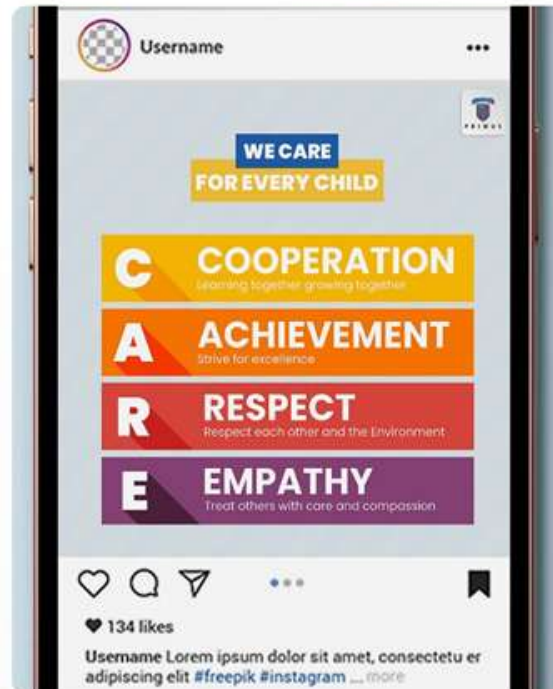 Username
PRIMUS
WE CARE
FOR EVERY CHILD
C COOPERATION
Learning together growing together
A ACHIEVEMENT
Strive for excellence
R RESPECT
Respect each other and the Environment
E EMPATHY
Treat others with care and compassion
134 likes
Username Lorem ipsum dolor sit amet, consectetu er
adipiscing elit #freepik #instagram ... more